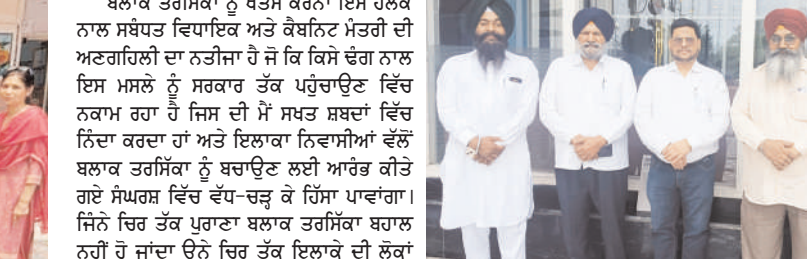 ਬਲਾਕ ਤਰਸਿੱਕਾ ਨੂੰ ਖਤਮ ਕਰਨਾ ਇਸ ਹਲਕੇ
ਨਾਲ ਸਬੰਧਤ ਵਿਧਾਇਕ ਅਤੇ ਕੈਬਨਿਟ ਮੰਤਰੀ ਦੀ
ਅਣਗਹਿਲੀ ਦਾ ਨਤੀਜਾ ਹੈ ਜੋ ਕਿ ਕਿਸੇ ਢੰਗ ਨਾਲ
ਇਸ ਮਸਲੇ ਨੂੰ ਸਰਕਾਰ ਤੱਕ ਪਹੁੰਚਾਉਣ ਵਿੱਚ
ਨਕਾਮ ਰਹਾ ਹੈ ਜਿਸ ਦੀ ਮੈਂ ਸਖਤ ਸ਼ਬਦਾਂ ਵਿੱਚ
ਨਿੰਦਾ ਕਰਦਾ ਹਾਂ ਅਤੇ ਇਲਾਕਾ ਨਿਵਾਸੀਆਂ ਵੱਲੋਂ
ਬਲਾਕ ਤਰਸਿੱਕਾ ਨੂੰ ਬਚਾਉਣ ਲਈ ਆਰੰਭ ਕੀਤੇ
ਗਏ ਸੰਘਰਸ਼ ਵਿੱਚ ਵੱਧ-ਚੜ੍ਹ ਕੇ ਹਿੱਸਾ ਪਾਵਾਂਗਾ।
ਜਿੰਨੇ ਚਿਰ ਤੱਕ ਪੁਰਾਣਾ ਬਲਾਕ ਤਰਸਿੱਕਾ ਬਹਾਲ
ਨਹੀਂ ਹੋ ਜਾਂਦਾ ਓਨੇ ਚਿਰ ਤੱਕ ਇਲਾਕੇ ਦੀ ਲੋਕਾਂ